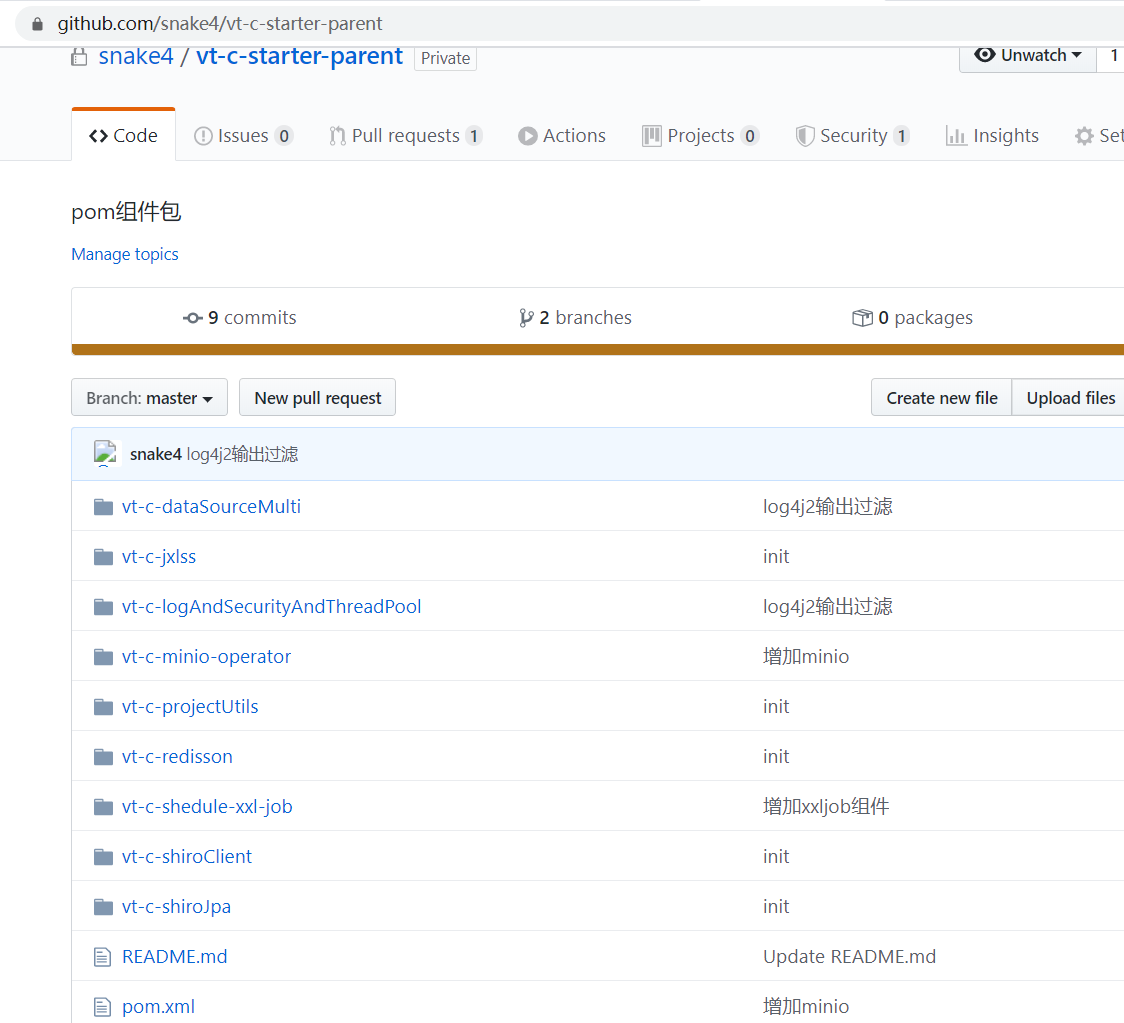 github.com/snake4/vt-c-starter-parent
snake4 / vt-c-starter-parent Private Unwatch 1
Code Issues 0 Pull requests 1 Actions Projects 0 Security 1 Insights Set
pom组件包
Manage topics
9 commits 2 branches 0 packages
Branch: master New pull request Create new file Upload files
snake4 log4j2输出过滤
vt-c-dataSourceMulti log4j2输出过滤
vt-c-jxlss init
vt-c-logAndSecurityAndThreadPool log4j2输出过滤
vt-c-minio-operator 增加minio
vt-c-projectUtils init
vt-c-redisson init
vt-c-shedule-xxl-job 增加xxljob组件
vt-c-shiroClient init
vt-c-shiroJpa init
README.md Update README.md
pom.xml 增加minio